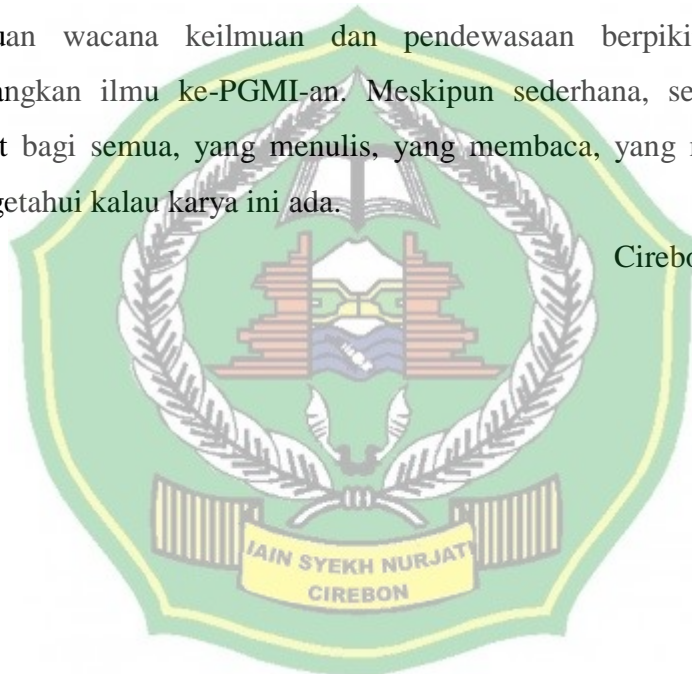 uan wacana keilmuan dan pendewasaan berpiki
angkan ilmu ke-PGMI-an. Meskipun sederhana, se
t bagi semua, yang menulis, yang membaca, yang
getahui kalau karya ini ada.
Cirebo
IAIN SYEKH NURJATI
CIREBON